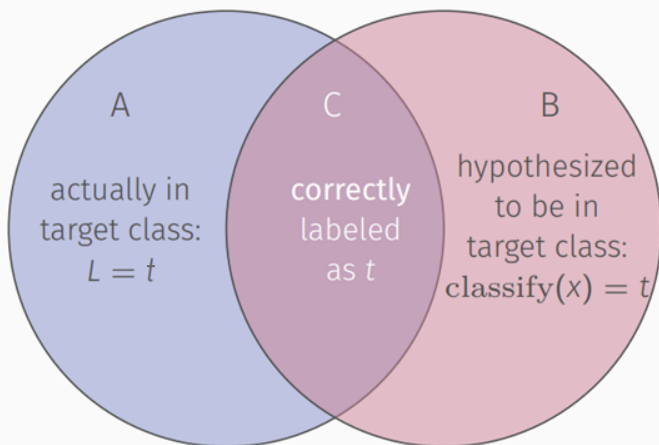 A
actually in
target class:
L = t
C
correctly
labeled
as t
B
hypothesized
to be in
target class:
classify(x) = t